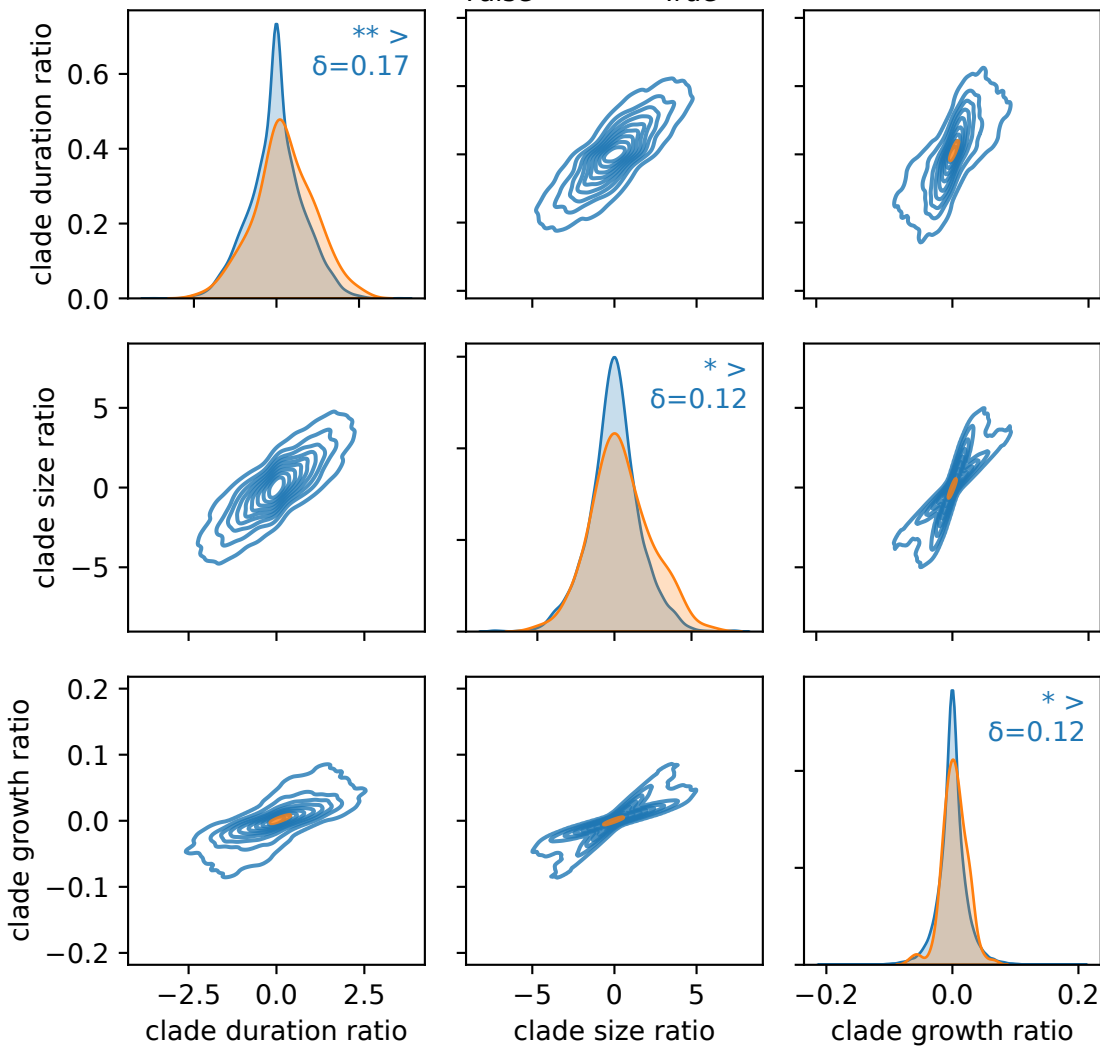 clade duration ratio
0.6
0.4
0.2
0.0
** >
δ=0.17
clade size ratio
5
0
−5
* >
δ=0.12
clade growth ratio
0.2
0.1
0.0
−0.1
−0.2
* >
δ=0.12
−2.5 0.0 2.5
−5 0 5
−0.2 0.0 0.2
clade duration ratio
clade size ratio
clade growth ratio